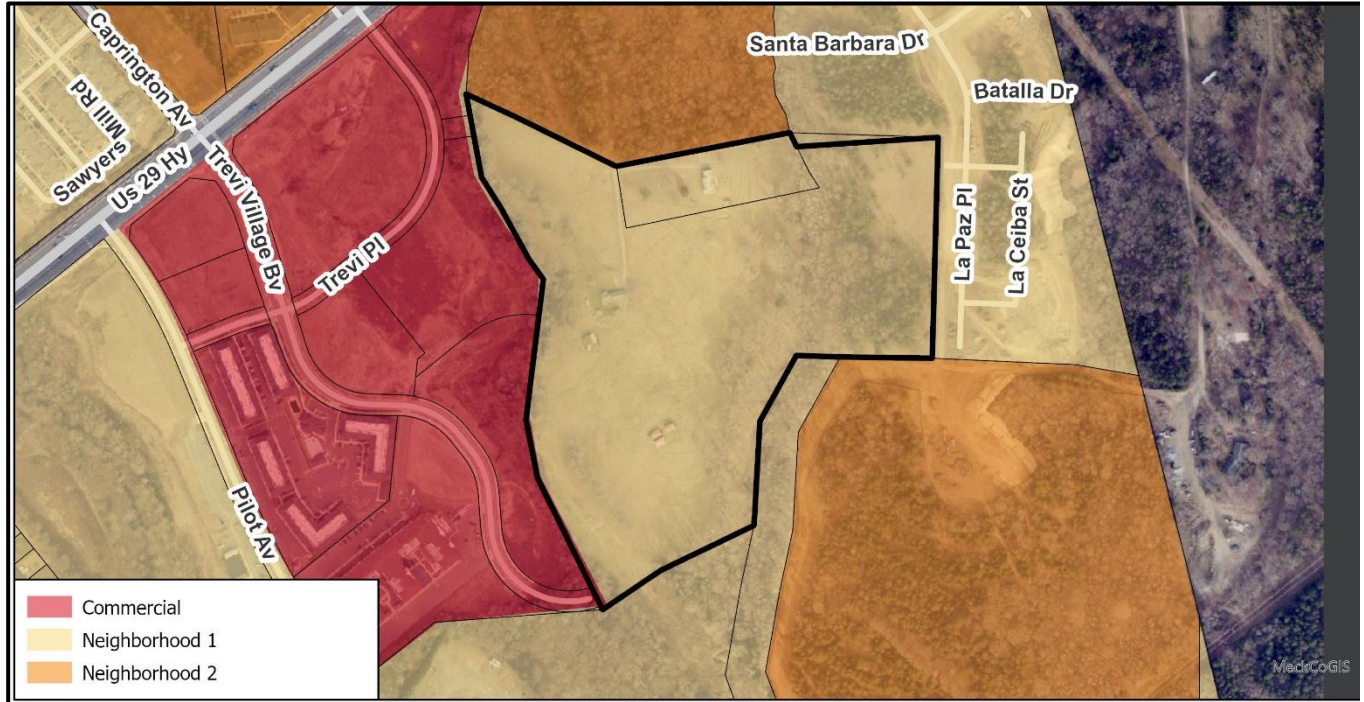 Caprington Av
Santa Barbara Dr
Batalla Dr
Sawyers
Mill Rd
Us 29 Hy
Trevi Village Bv
Trevi Pl
La Paz Pl
La Ceiba St
Pilot Av
Commercial
Neighborhood 1
Neighborhood 2
MeckCoGIS